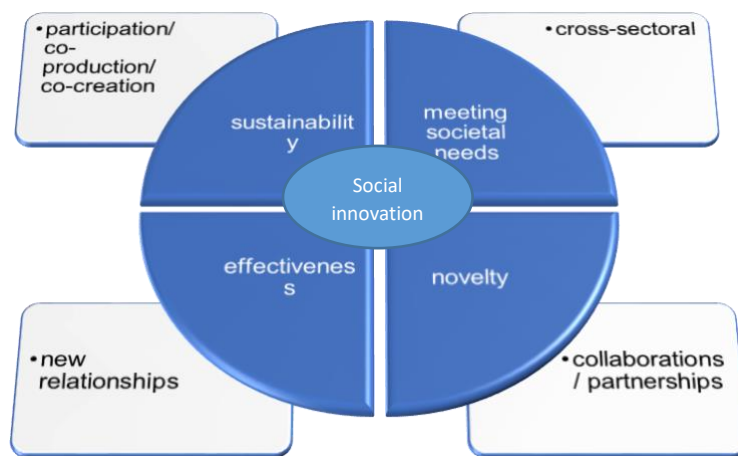 •participation/
co-
production/
co-creation
•cross-sectoral
sustainabilit
y
meeting
societal
needs
Social
innovation
effectivenes
s
novelty
•new
relationships
•collaborations
/ partnerships